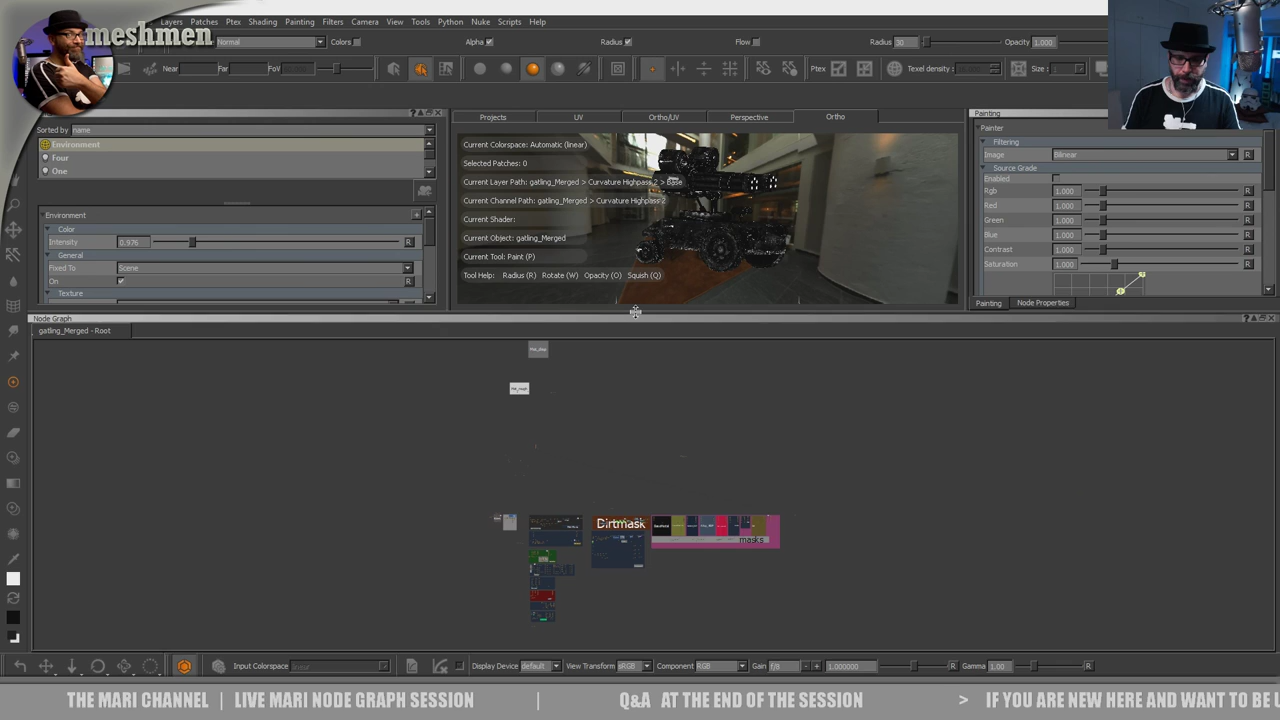 Layers Patches Ptex Shading Painting Filters Camera View Tools Python Nuke Scripts Help
meshmen
Normal Colors Alpha Radius Flow Radius 30 Opacity 1.000
Near Far FoV Ptex Texel density: Size:
Projects UV Ortho/UV Perspective Ortho
Painting
Sorted by name
Environment
Four
One
Environment
Color
Intensity 0.976
General
Fixed To Scene
On
Texture
Current Colorspace: Automatic (linear)
Selected Patches: 0
Current Layer Path: gatling_Merged > Curvature Highpass 2 > Base
Current Channel Path: gatling_Merged > Curvature Highpass 2
Current Shader:
Current Object: gatling_Merged
Current Tool: Paint (P)
Tool Help: Radius (R) Rotate (W) Opacity (O) Squish (Q)
Painter
Filtering
Image Bilinear R
Source Grade
Enabled
Rgb 1.000 R
Red 1.000 R
Green 1.000 R
Blue 1.000 R
Contrast 1.000 R
Saturation 1.000 R
Painting Node Properties
Node Graph
gatling_Merged - Root
Dirtmask
masks
Input Colorspace linear Display Device default View Transform sRGB Component RGB Gain f/8 - + 1.000000 R Gamma 1.00 R
THE MARI CHANNEL | LIVE MARI NODE GRAPH SESSION | Q&A AT THE END OF THE SESSION > IF YOU ARE NEW HERE AND WANT TO BE